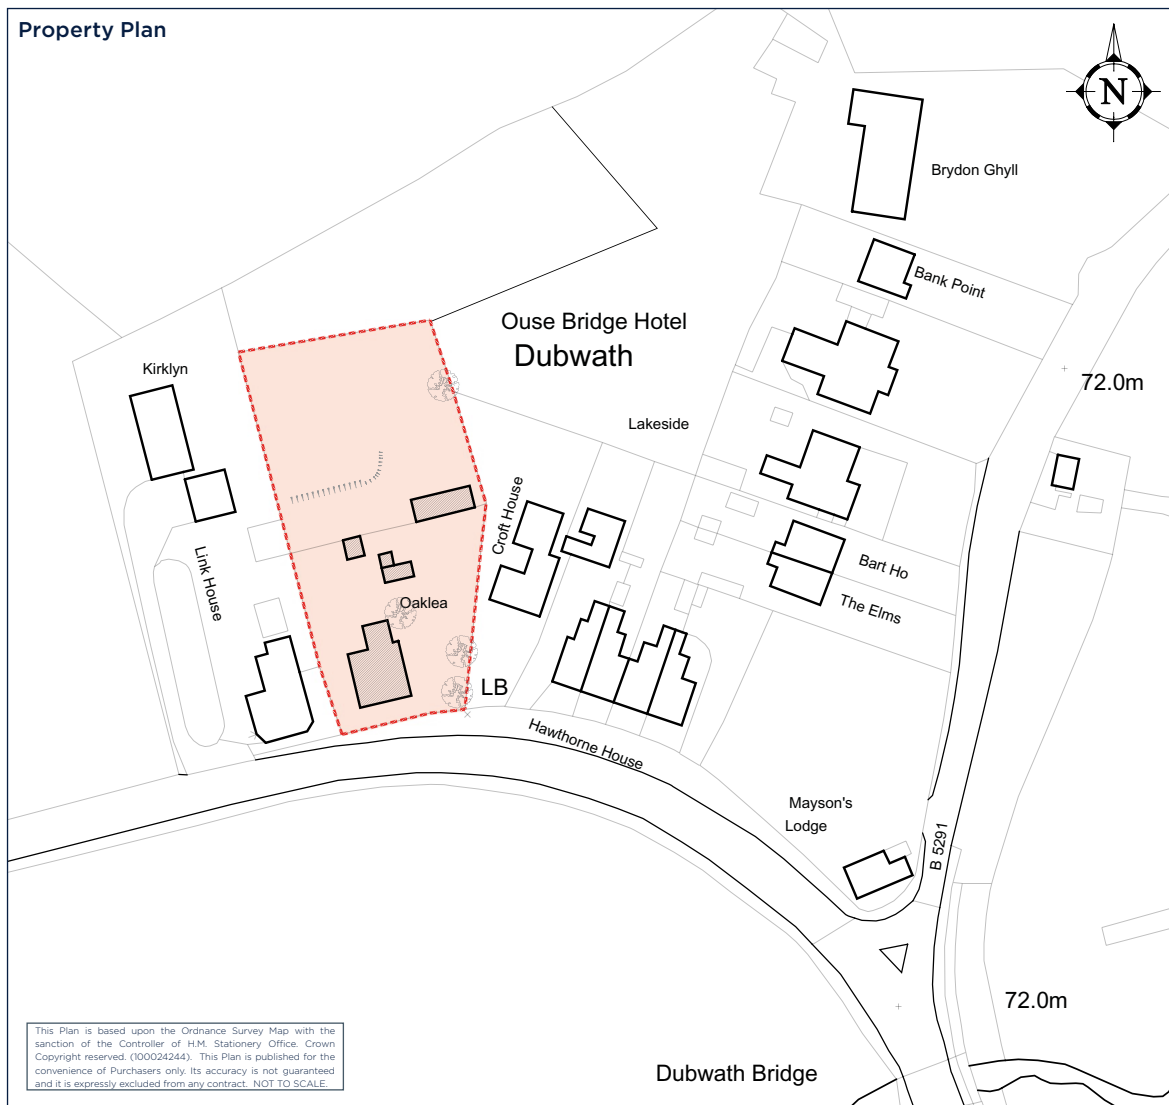 Property Plan
N
Brydon Ghyll
Bank Point
Ouse Bridge Hotel
Dubwath
Kirklyn
72.0m
Lakeside
Croft House
Link House
Bart Ho
The Elms
Oaklea
LB
Hawthorne House
Mayson's
Lodge
B 5291
72.0m
Dubwath Bridge
This Plan is based upon the Ordnance Survey Map with the
sanction of the Controller of H.M. Stationery Office. Crown
Copyright reserved. (100024244). This Plan is published for the
convenience of Purchasers only. Its accuracy is not guaranteed
and it is expressly excluded from any contract. NOT TO SCALE.